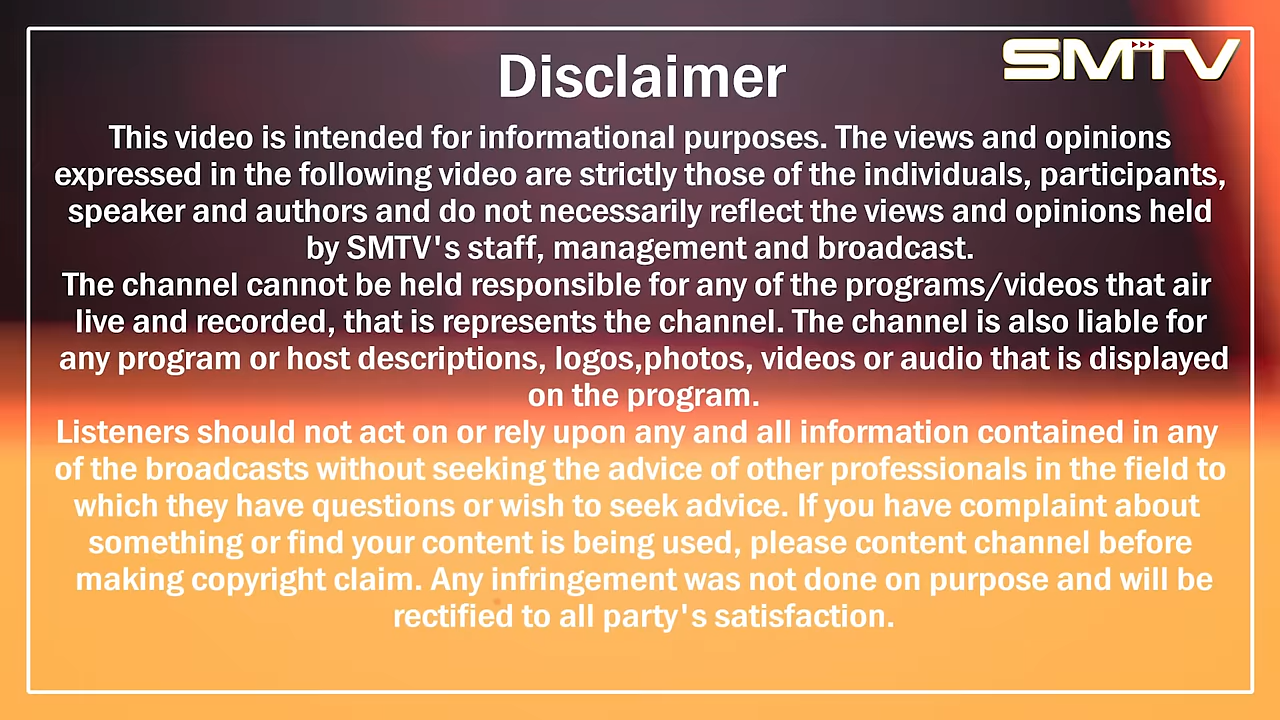 SMTV
Disclaimer
This video is intended for informational purposes. The views and opinions
expressed in the following video are strictly those of the individuals, participants,
speaker and authors and do not necessarily reflect the views and opinions held
by SMTV's staff, management and broadcast.
The channel cannot be held responsible for any of the programs/videos that air
live and recorded, that is represents the channel. The channel is also liable for
any program or host descriptions, logos,photos, videos or audio that is displayed
on the program.
Listeners should not act on or rely upon any and all information contained in any
of the broadcasts without seeking the advice of other professionals in the field to
which they have questions or wish to seek advice. If you have complaint about
something or find your content is being used, please content channel before
making copyright claim. Any infringement was not done on purpose and will be
rectified to all party's satisfaction.